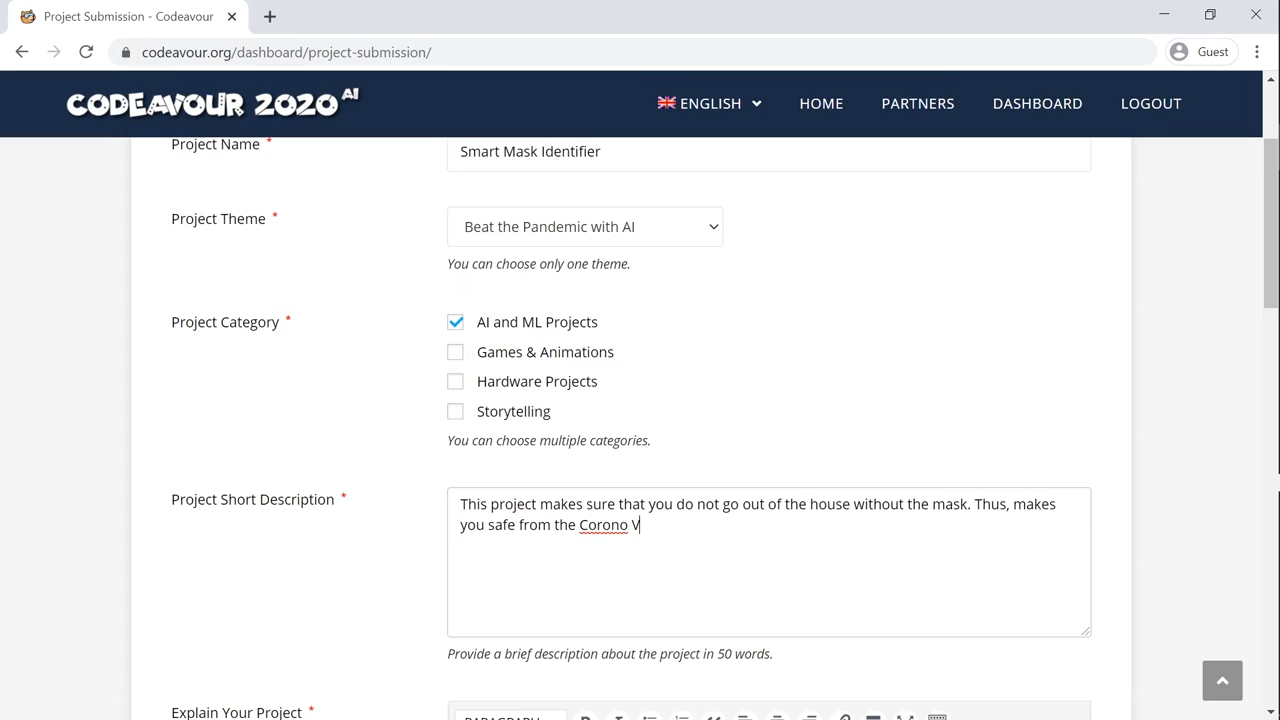 Project Submission - Codeavour
codeavour.org/dashboard/project-submission/
Guest
CODEAVOUR 2020 AI
ENGLISH
HOME
PARTNERS
DASHBOARD
LOGOUT
Project Name *
Smart Mask Identifier
Project Theme *
Beat the Pandemic with AI
You can choose only one theme.
Project Category *
AI and ML Projects
Games & Animations
Hardware Projects
Storytelling
You can choose multiple categories.
Project Short Description *
This project makes sure that you do not go out of the house without the mask. Thus, makes
you safe from the Corono V
Provide a brief description about the project in 50 words.
Explain Your Project *
PARAGRAPH